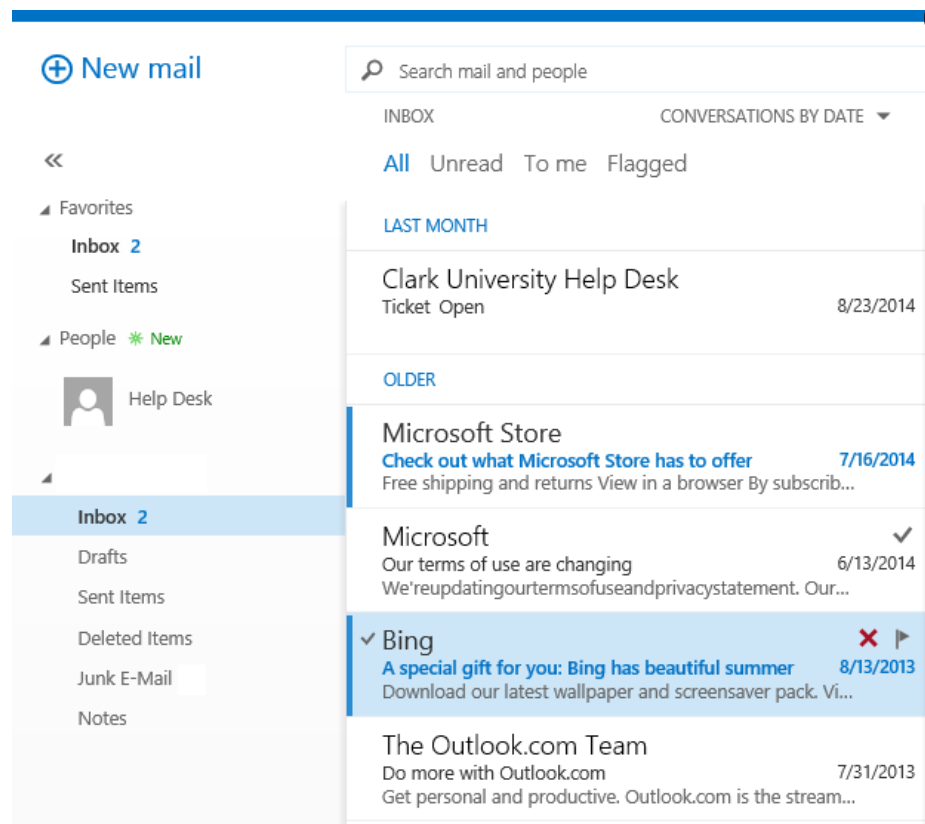 New mail
Search mail and people
INBOX CONVERSATIONS BY DATE
All Unread To me Flagged
Favorites
Inbox 2
Sent Items
People New
Help Desk
Inbox 2
Drafts
Sent Items
Deleted Items
Junk E-Mail
Notes
LAST MONTH
Clark University Help Desk
Ticket Open 8/23/2014
OLDER
Microsoft Store
Check out what Microsoft Store has to offer 7/16/2014
Free shipping and returns View in a browser By subscrib...
Microsoft
Our terms of use are changing 6/13/2014
We'reupdatingourtermsofuseandprivacystatement. Our...
Bing
A special gift for you: Bing has beautiful summer 8/13/2013
Download our latest wallpaper and screensaver pack. Vi...
The Outlook.com Team
Do more with Outlook.com 7/31/2013
Get personal and productive. Outlook.com is the stream...